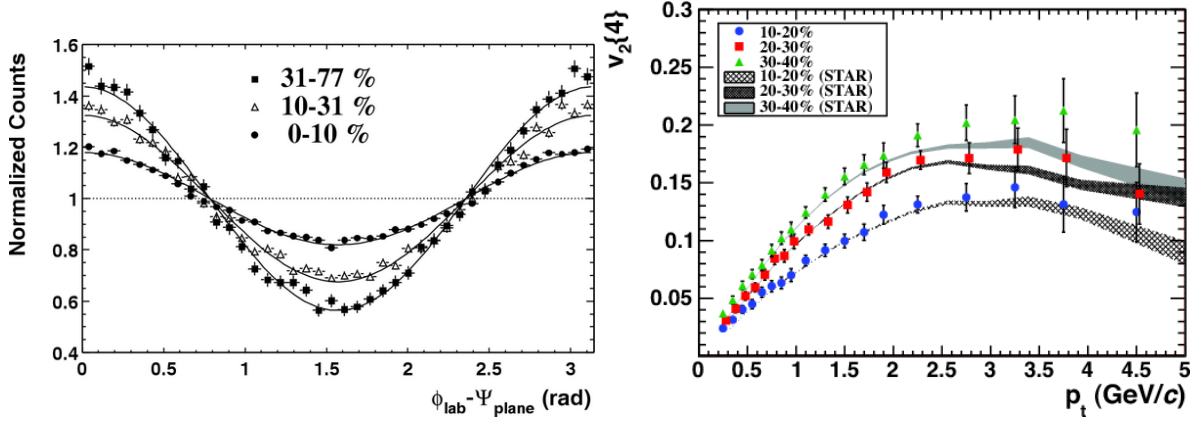 Normalized Counts
1.6
1.4
1.2
1
0.8
0.6
0.4
31-77 %
10-31 %
0-10 %
0 0.5 1 1.5 2 2.5 3
ϕlab-Ψplane (rad)
v2{4}
0.3
0.25
0.2
0.15
0.1
0.05
10-20%
20-30%
30-40%
10-20% (STAR)
20-30% (STAR)
30-40% (STAR)
0 0.5 1 1.5 2 2.5 3 3.5 4 4.5 5
pt (GeV/c)